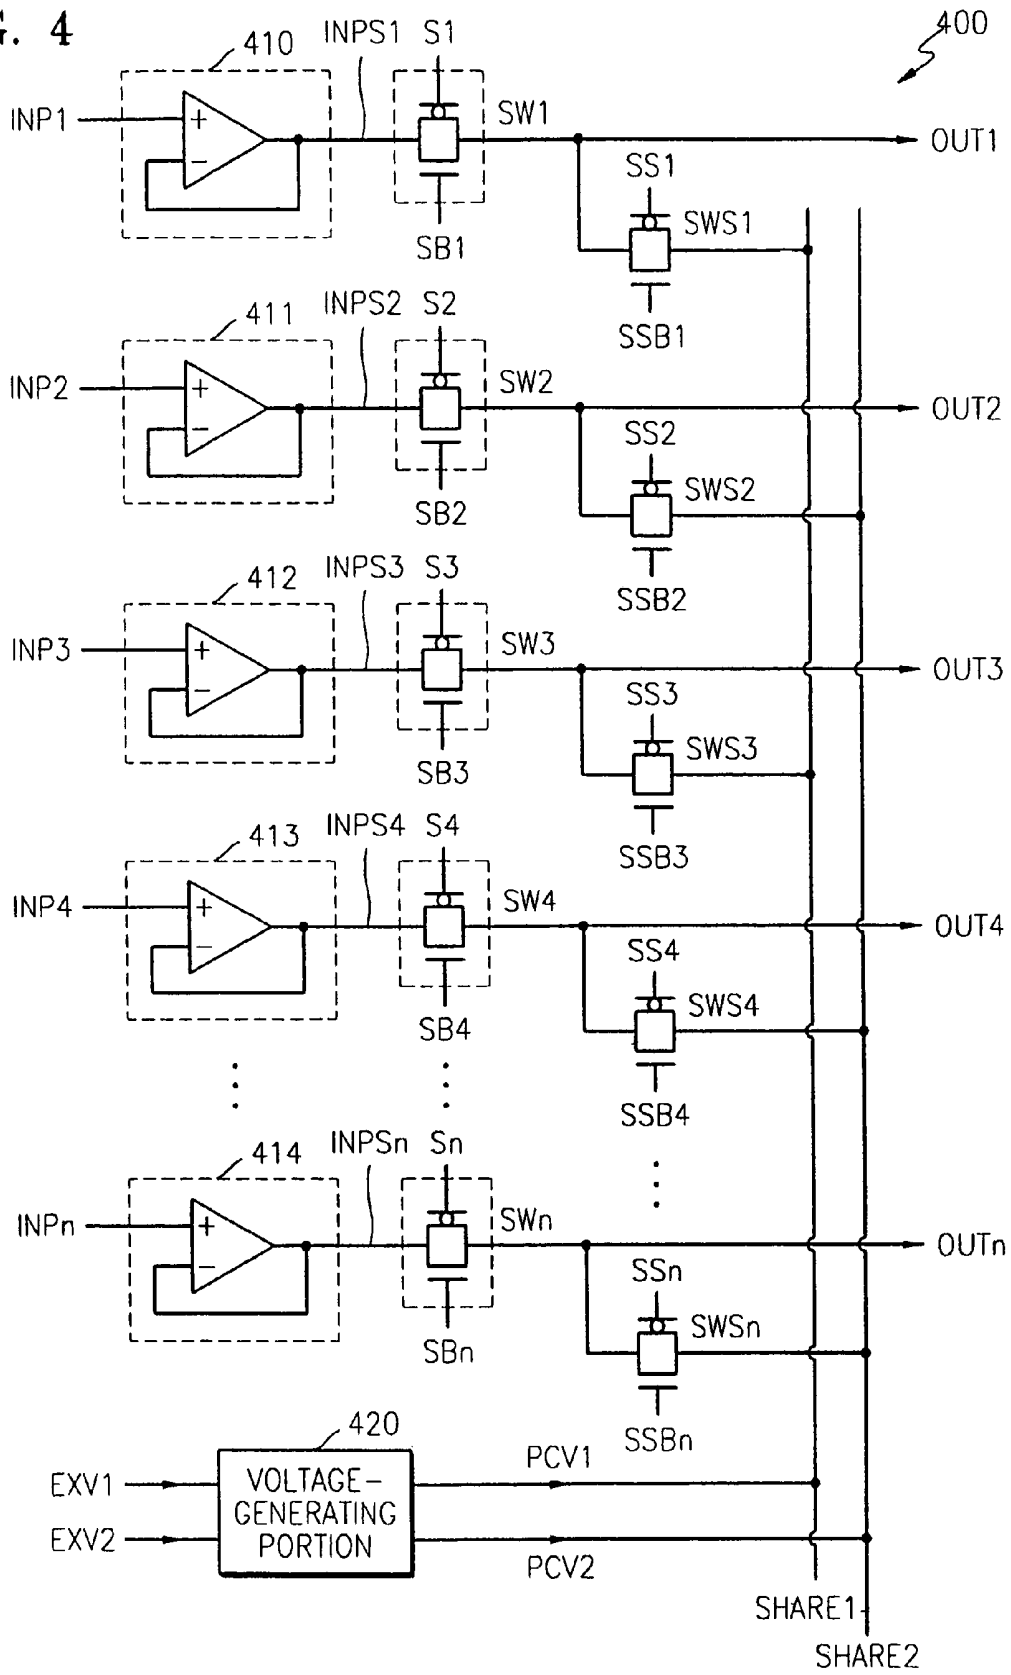 G. 4
400
410
INPS1
S1
INP1
+
−
SW1
OUT1
SB1
SS1
SWS1
SSB1
411
INPS2
S2
INP2
+
−
SW2
OUT2
SB2
SS2
SWS2
SSB2
412
INPS3
S3
INP3
+
−
SW3
OUT3
SB3
SS3
SWS3
SSB3
413
INPS4
S4
INP4
+
−
SW4
OUT4
SB4
SS4
SWS4
SSB4
414
INPSn
Sn
INPn
+
−
SWn
OUTn
SBn
SSn
SWSn
SSBn
420
EXV1
EXV2
VOLTAGE-
GENERATING
PORTION
PCV1
PCV2
SHARE1
SHARE2